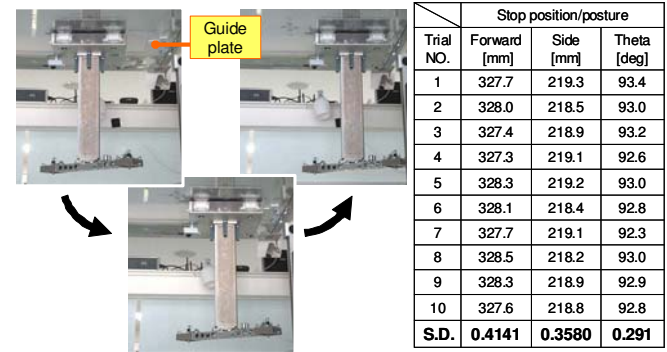 Guide
plate
Stop position/posture
Trial NO. Forward [mm] Side [mm] Theta [deg]
1 327.7 219.3 93.4
2 328.0 218.5 93.0
3 327.4 218.9 93.2
4 327.3 219.1 92.6
5 328.3 219.2 93.0
6 328.1 218.4 92.8
7 327.7 219.1 92.3
8 328.5 218.2 93.0
9 328.3 218.9 92.9
10 327.6 218.8 92.8
S.D. 0.4141 0.3580 0.291